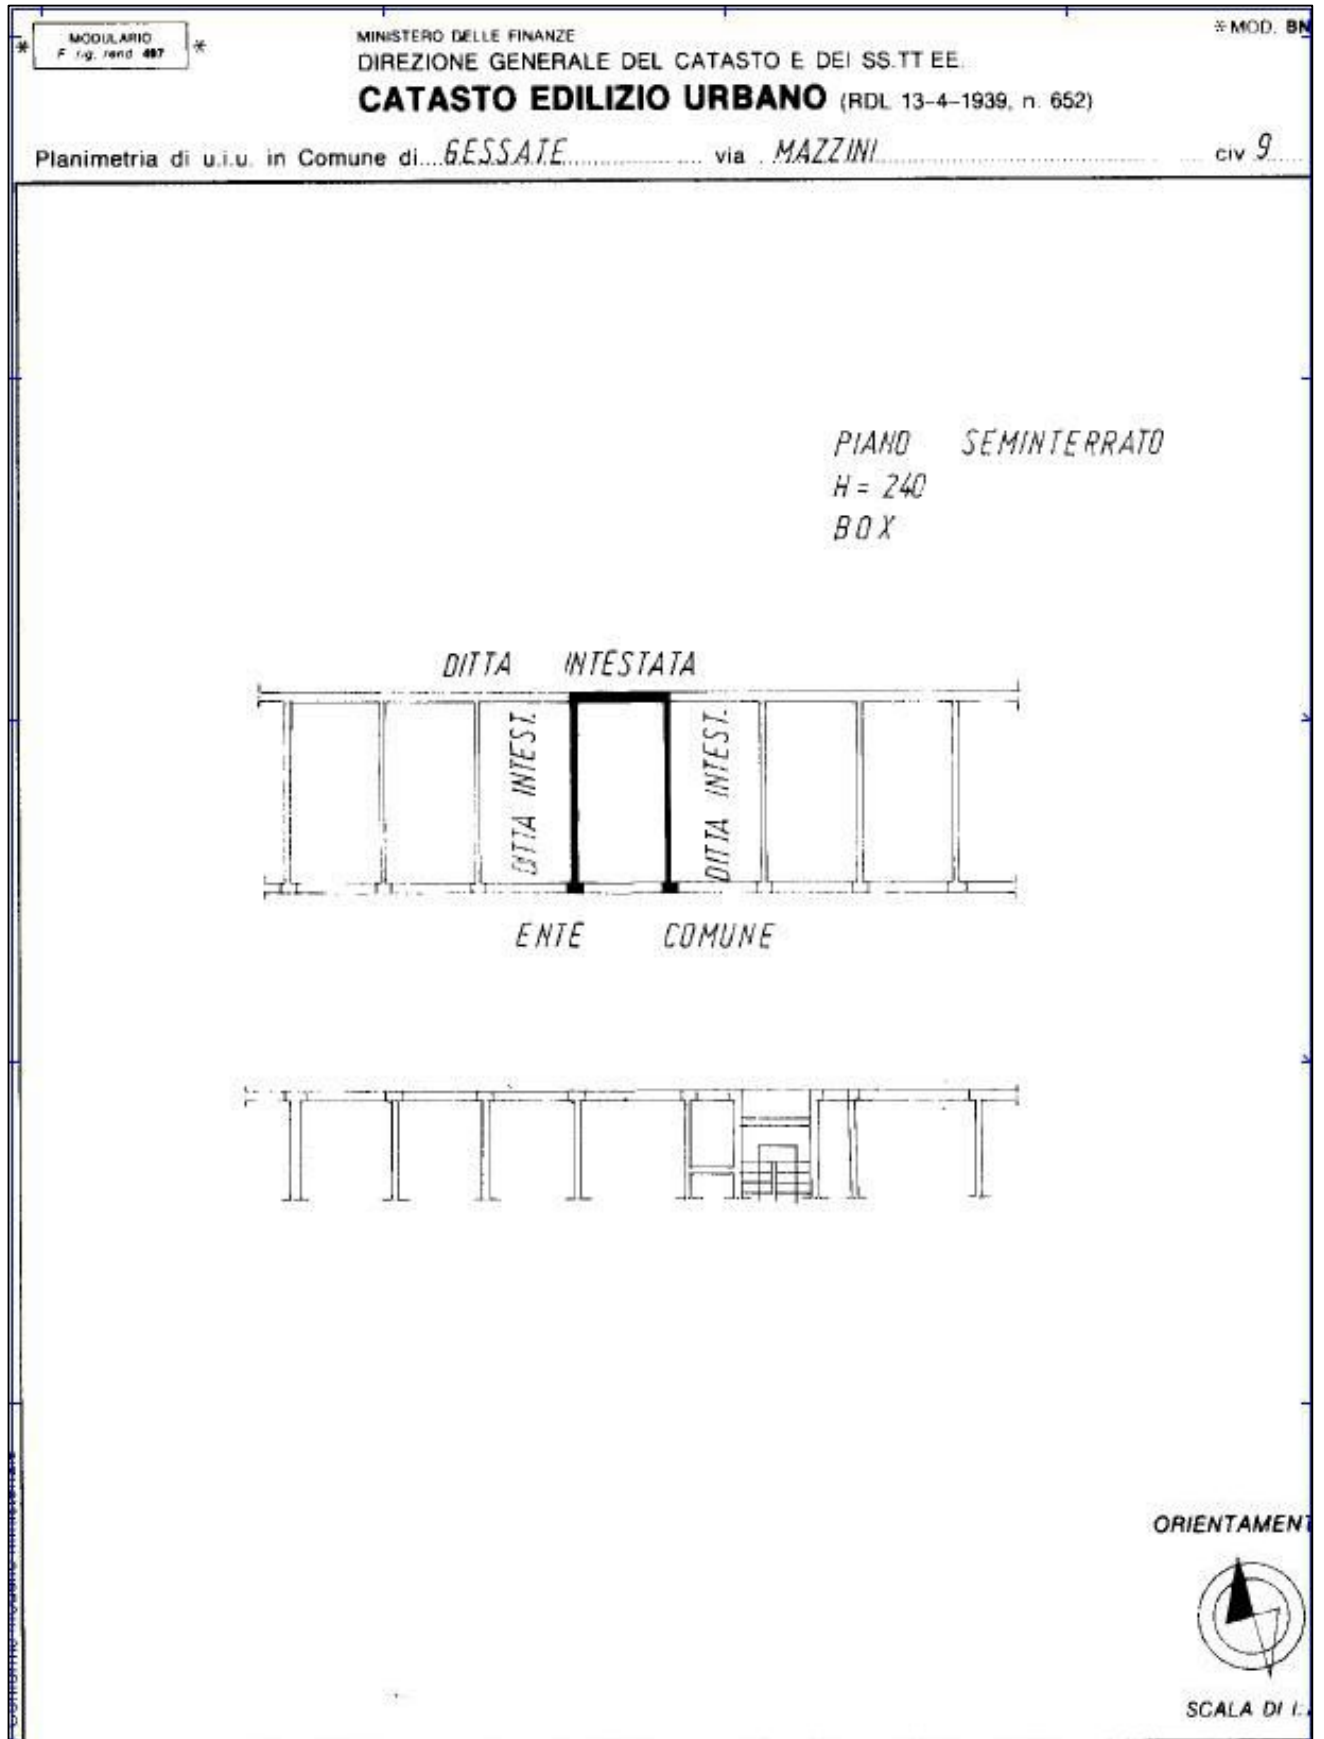 MODULARIO
F. rig. rend. 497
* *
MINISTERO DELLE FINANZE
DIREZIONE GENERALE DEL CATASTO E DEI SS.TT.EE.
CATASTO EDILIZIO URBANO (RDL 13-4-1939, n. 652)
* MOD. BN
Planimetria di u.i.u. in Comune di GESSATE via MAZZINI civ 9
PIANO SEMINTERRATO
H = 240
BOX
DITTA INTESTATA
DITTA INTEST.
DITTA INTEST.
ENTE COMUNE
ORIENTAMENT
SCALA DI 1: